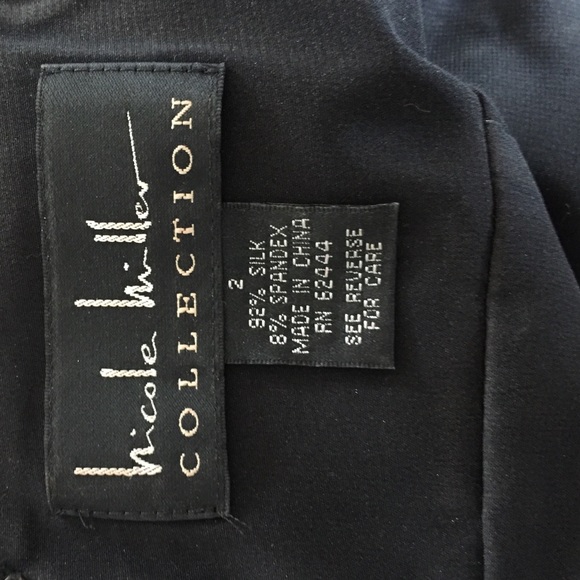 nicole miller
COLLECTION
2
92% SILK
8% SPANDEX
MADE IN CHINA
RN 62444
SEE REVERSE
FOR CARE